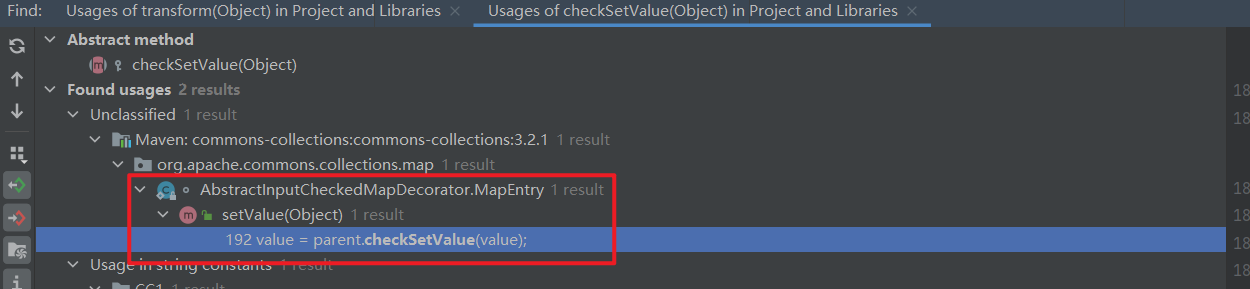 Find: Usages of transform(Object) in Project and Libraries × Usages of checkSetValue(Object) in Project and Libraries ×
Abstract method
checkSetValue(Object)
Found usages 2 results
18
Unclassified 1 result
18
Maven: commons-collections:commons-collections:3.2.1 1 result
org.apache.commons.collections.map 1 result
AbstractInputCheckedMapDecorator.MapEntry 1 result
18
setValue(Object) 1 result
18
192 value = parent.checkSetValue(value);
18
Usage in string constants 1 result
18
CC1 1 result